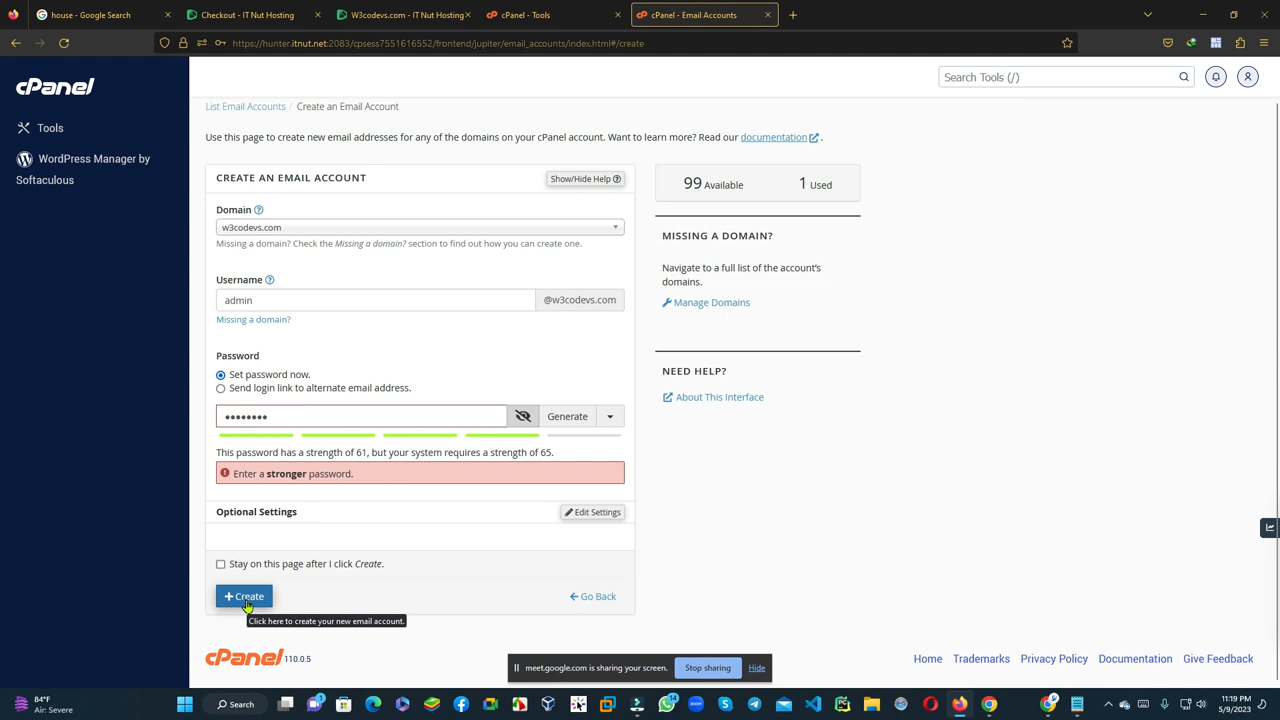 house - Google Search
Checkout - IT Nut Hosting
W3codevs.com - IT Nut Hosting
cPanel - Tools
cPanel - Email Accounts
https://hunter.itnut.net:2083/cpsess7551616552/frontend/jupiter/email_accounts/index.html#/create
cPanel
Search Tools (/)
Tools
WordPress Manager by
Softaculous
List Email Accounts / Create an Email Account
Use this page to create new email addresses for any of the domains on your cPanel account. Want to learn more? Read our documentation .
CREATE AN EMAIL ACCOUNT
Show/Hide Help
Domain
w3codevs.com
Missing a domain? Check the Missing a domain? section to find out how you can create one.
Username
admin
@w3codevs.com
Missing a domain?
Password
Set password now.
Send login link to alternate email address.
••••••••
Generate
This password has a strength of 61, but your system requires a strength of 65.
Enter a stronger password.
Optional Settings
Edit Settings
Stay on this page after I click Create.
+ Create
Go Back
Click here to create your new email account.
99 Available
1 Used
MISSING A DOMAIN?
Navigate to a full list of the account's
domains.
Manage Domains
NEED HELP?
About This Interface
cPanel 110.0.5
meet.google.com is sharing your screen.
Stop sharing
Hide
Home
Trademarks
Privacy Policy
Documentation
Give Feedback
84°F
Air: Severe
Search
1
14
5
11:19 PM
5/9/2023